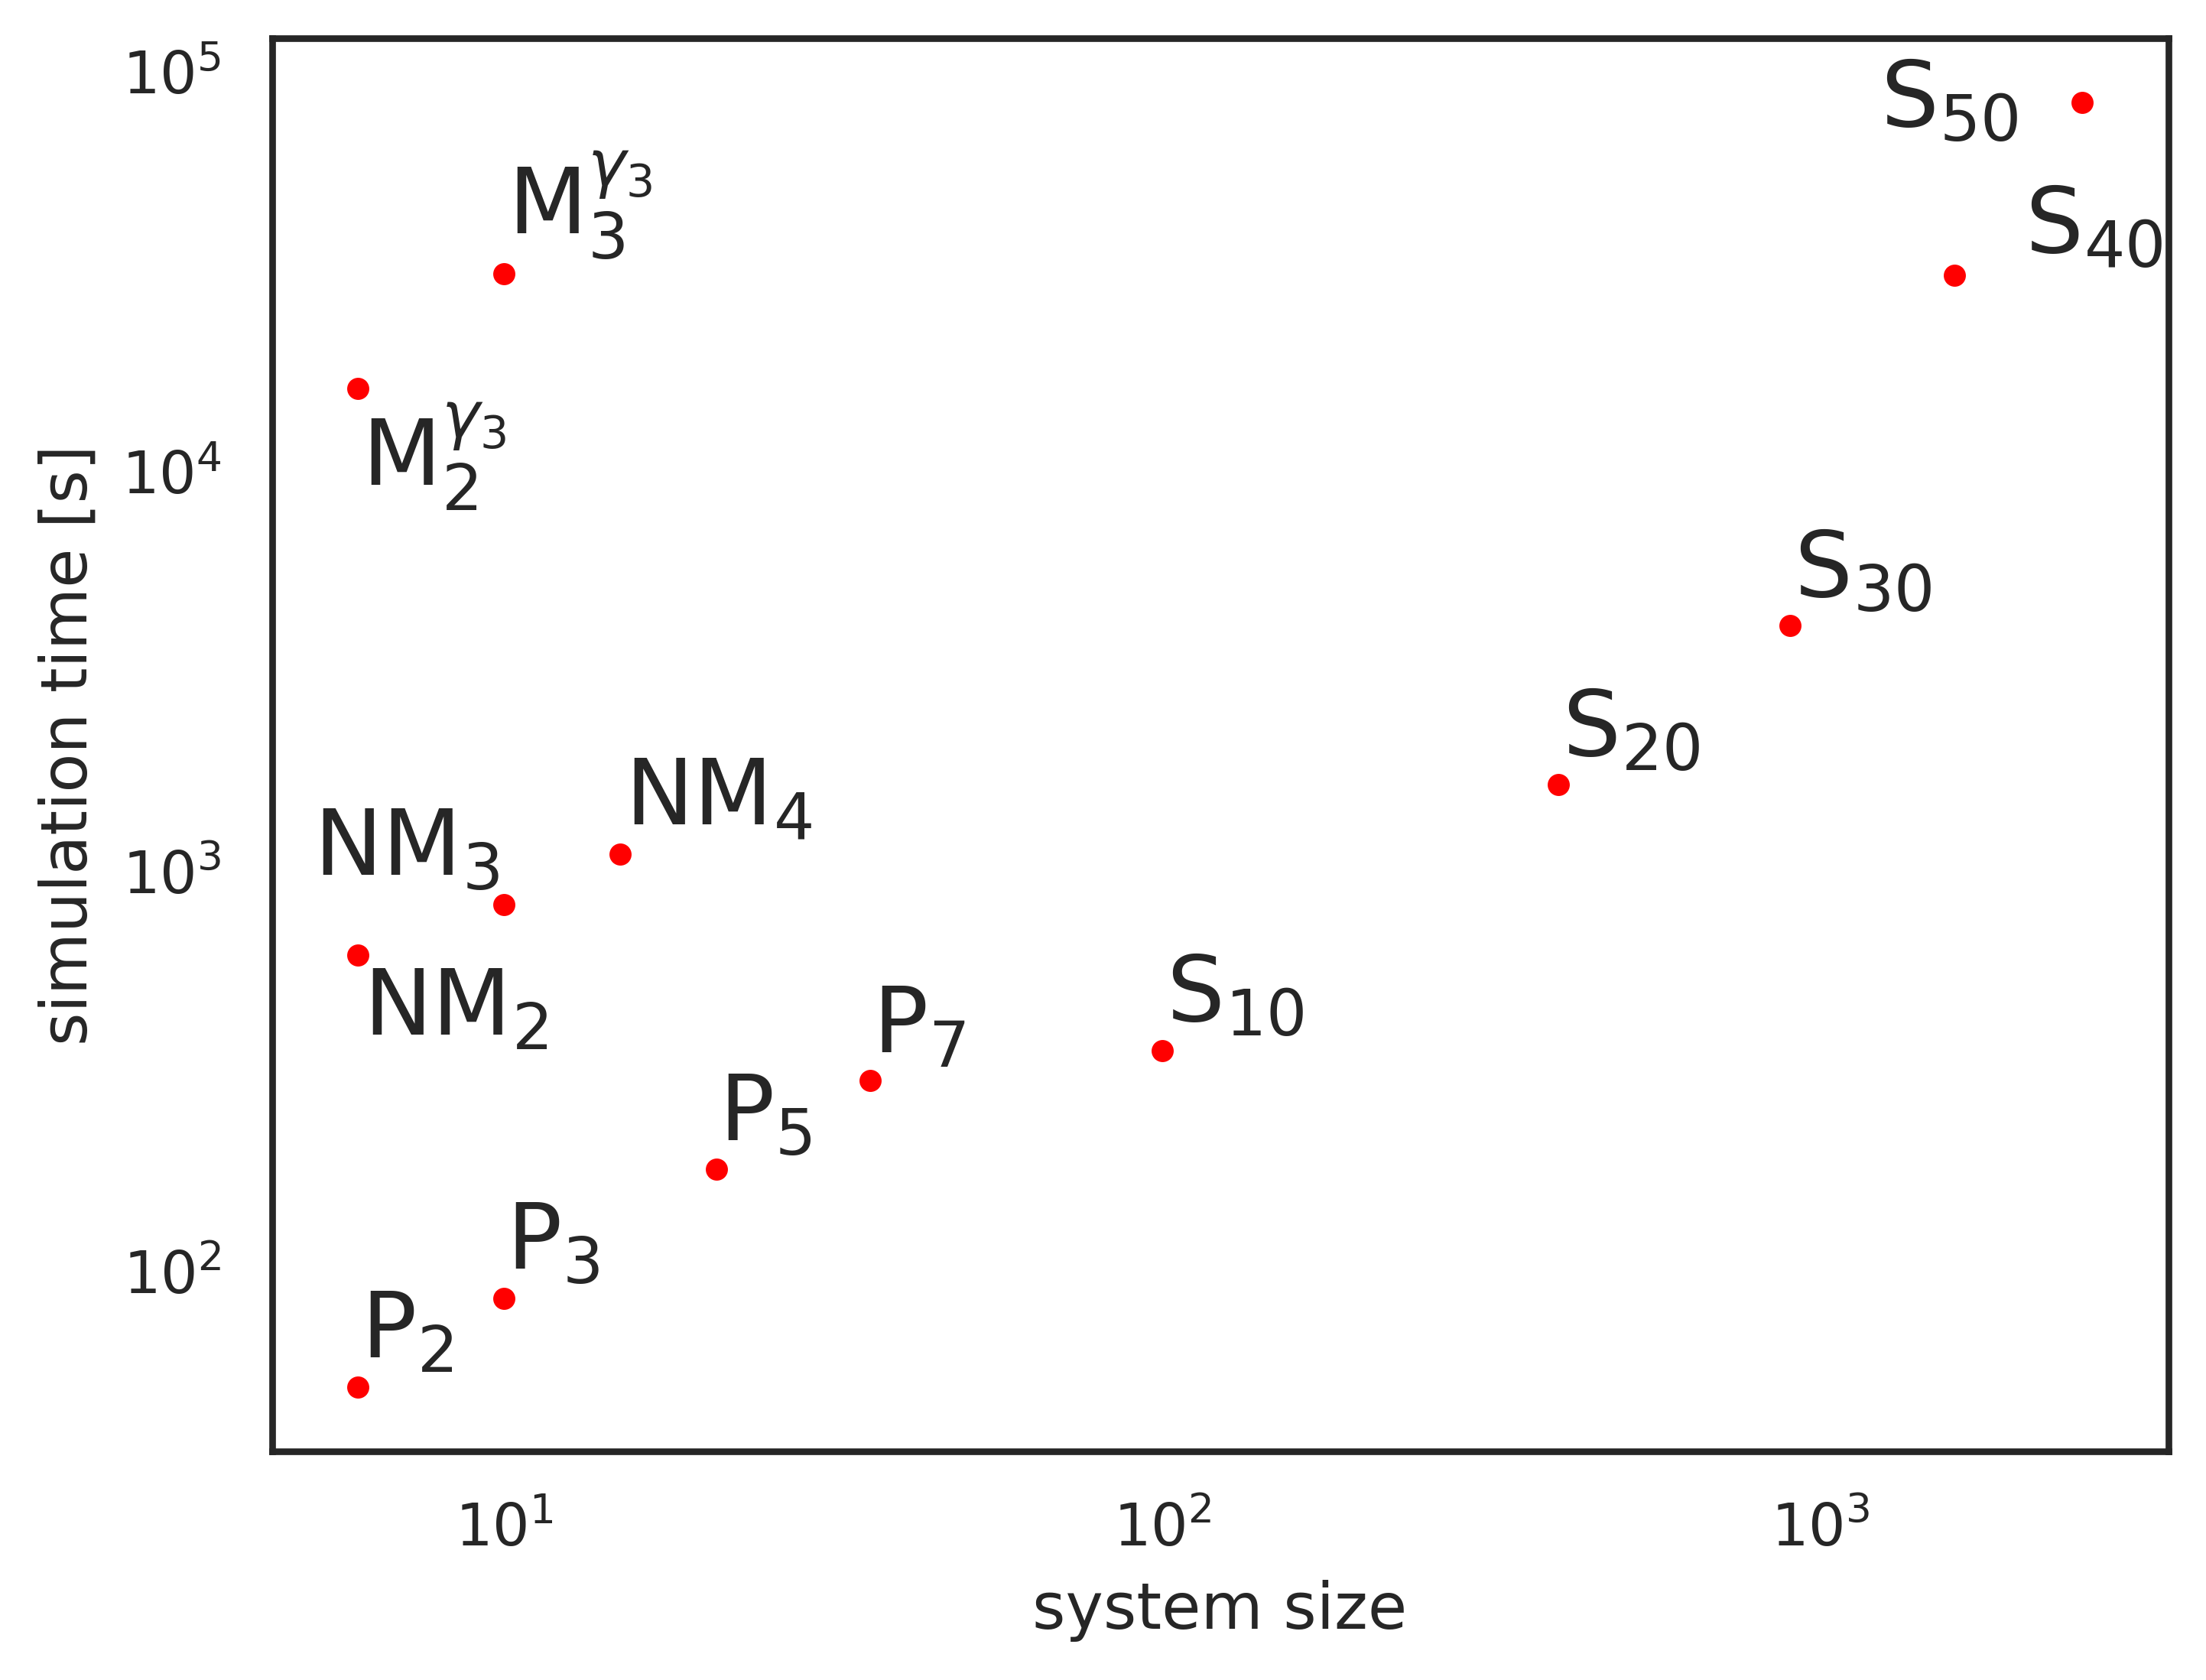 10⁵
S₅₀
M₃^γ₃
S₄₀
M₂^γ₃
10⁴
S₃₀
S₂₀
NM₄
NM₃
10³
simulation time [s]
NM₂
S₁₀
P₇
P₅
P₃
10²
P₂
10¹ 10² 10³
system size